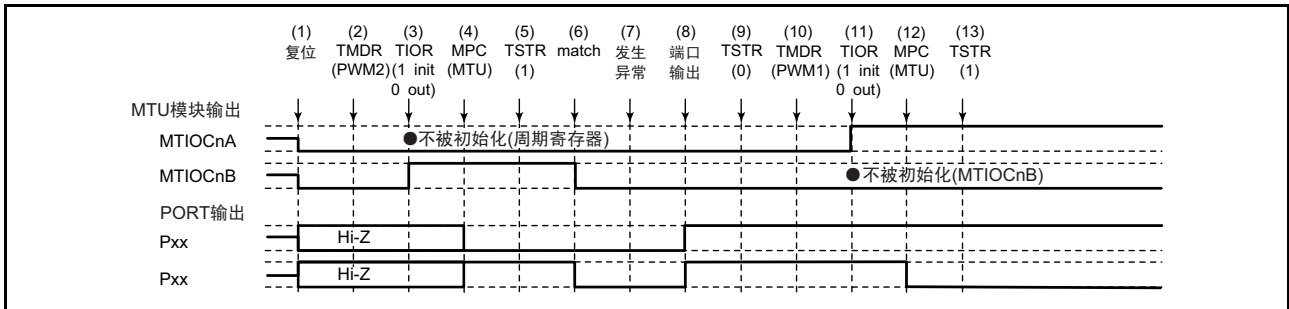 (1) (2) (3) (4) (5) (6) (7) (8) (9) (10) (11) (12) (13)
复位 TMDR TIOR MPC TSTR match 发生 端口 TSTR TMDR TIOR MPC TSTR
(PWM2) (1 init (MTU) (1) 异常 输出 (0) (PWM1) (1 init (MTU) (1)
0 out) 0 out)
MTU模块输出
MTIOCnA ●不被初始化(周期寄存器)
MTIOCnB ●不被初始化(MTIOCnB)
PORT输出
Pxx Hi-Z
Pxx Hi-Z